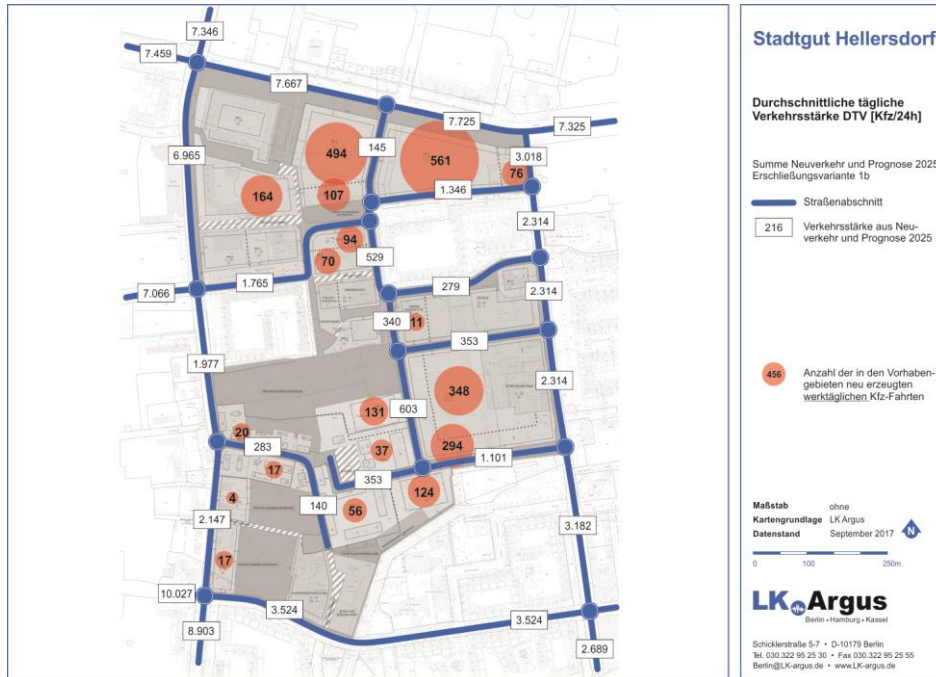 7.346
7.459
7.667
7.725
7.325
6.965
494
145
561
3.018
76
164
107
1.346
94
2.314
70
529
1.765
7.066
279
2.314
340
11
353
1.977
348
2.314
131
603
20
283
37
294
17
1.101
353
4
140
56
124
2.147
3.182
17
10.027
3.524
3.524
8.903
2.689
Stadtgut Hellersdorf
Durchschnittliche tägliche
Verkehrsstärke DTV [Kfz/24h]
Summe Neuverkehr und Prognose 2025
Erschließungsvariante 1b
Straßenabschnitt
216 Verkehrsstärke aus Neu-
verkehr und Prognose 2025
456 Anzahl der in den Vorhaben-
gebieten neu erzeugten
werktäglichen Kfz-Fahrten
Maßstab ohne
Kartengrundlage LK Argus
Datenstand September 2017
N
0 100 250m
LK Argus
Berlin • Hamburg • Kassel
Schicklerstraße 5-7 • D-10179 Berlin
Tel. 030.322 95 25 30 • Fax 030.322 95 25 55
Berlin@LK-argus.de • www.LK-argus.de